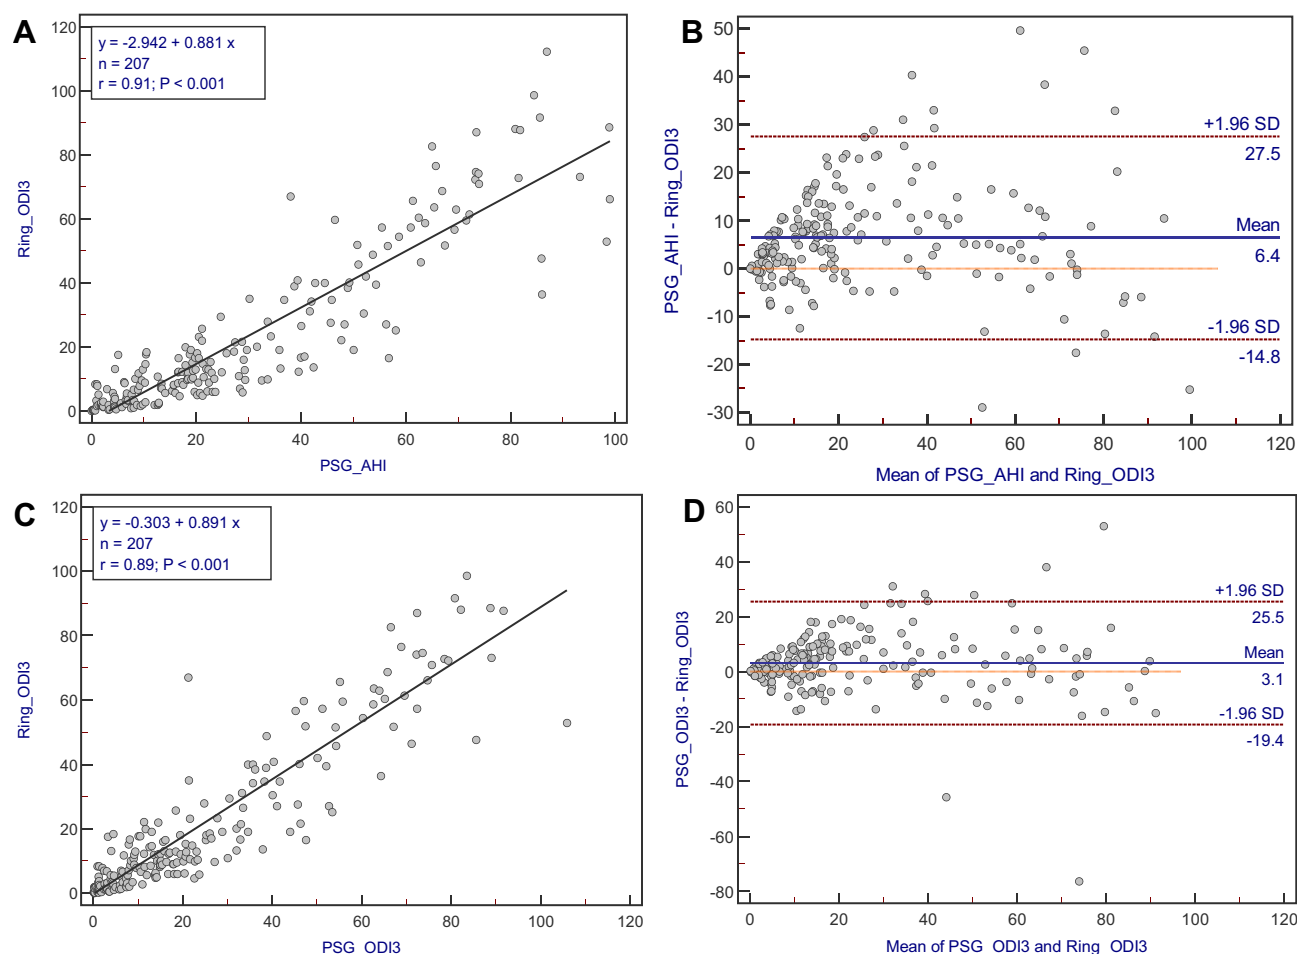 A
y = -2.942 + 0.881 x
n = 207
r = 0.91; P < 0.001
120
100
80
60
40
20
0
Ring_ODI3
0 20 40 60 80 100
PSG_AHI
B
50
40
30
20
10
0
-10
-20
-30
PSG_AHI - Ring_ODI3
+1.96 SD
27.5
Mean
6.4
-1.96 SD
-14.8
0 20 40 60 80 100 120
Mean of PSG_AHI and Ring_ODI3
C
y = -0.303 + 0.891 x
n = 207
r = 0.89; P < 0.001
120
100
80
60
40
20
0
Ring_ODI3
0 20 40 60 80 100 120
PSG_ODI3
D
60
40
20
0
-20
-40
-60
-80
PSG_ODI3 - Ring_ODI3
+1.96 SD
25.5
Mean
3.1
-1.96 SD
-19.4
0 20 40 60 80 100 120
Mean of PSG_ODI3 and Ring_ODI3